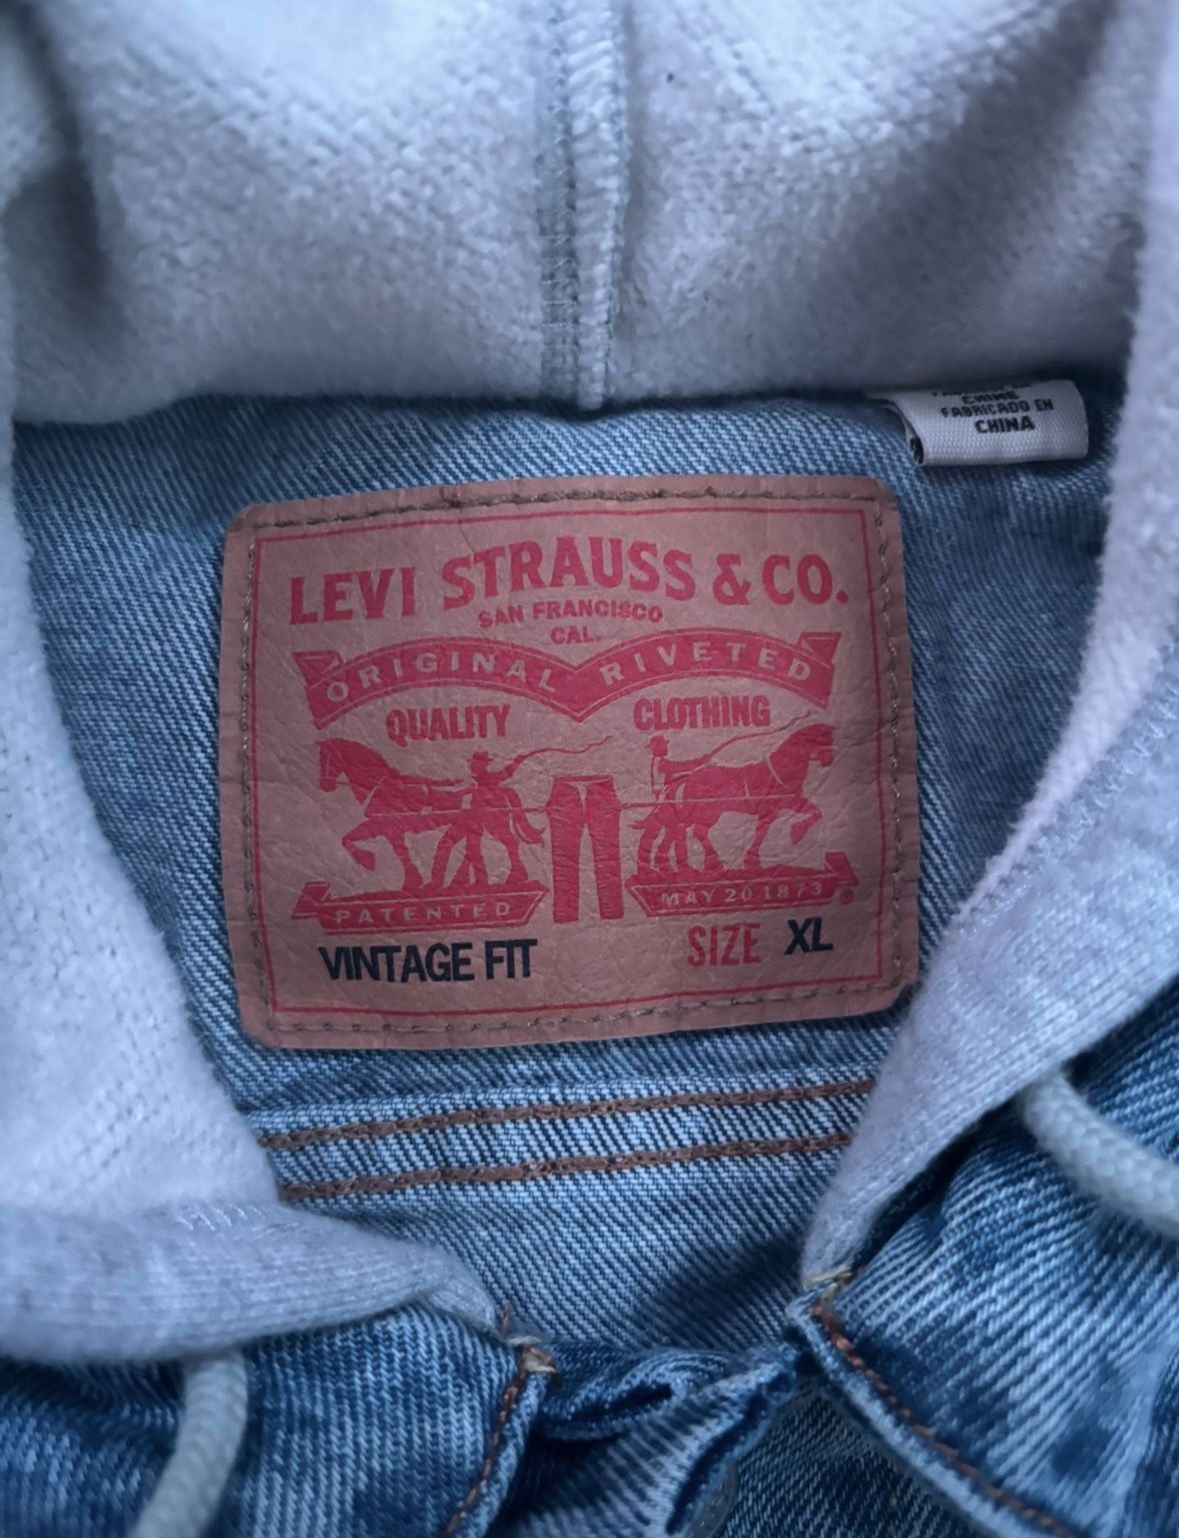 CHINE
FABRICADO EN
CHINA
LEVI STRAUSS & CO.
SAN FRANCISCO
CAL.
ORIGINAL RIVETED
QUALITY CLOTHING
PATENTED MAY 20 1873 ®
VINTAGE FIT SIZE XL